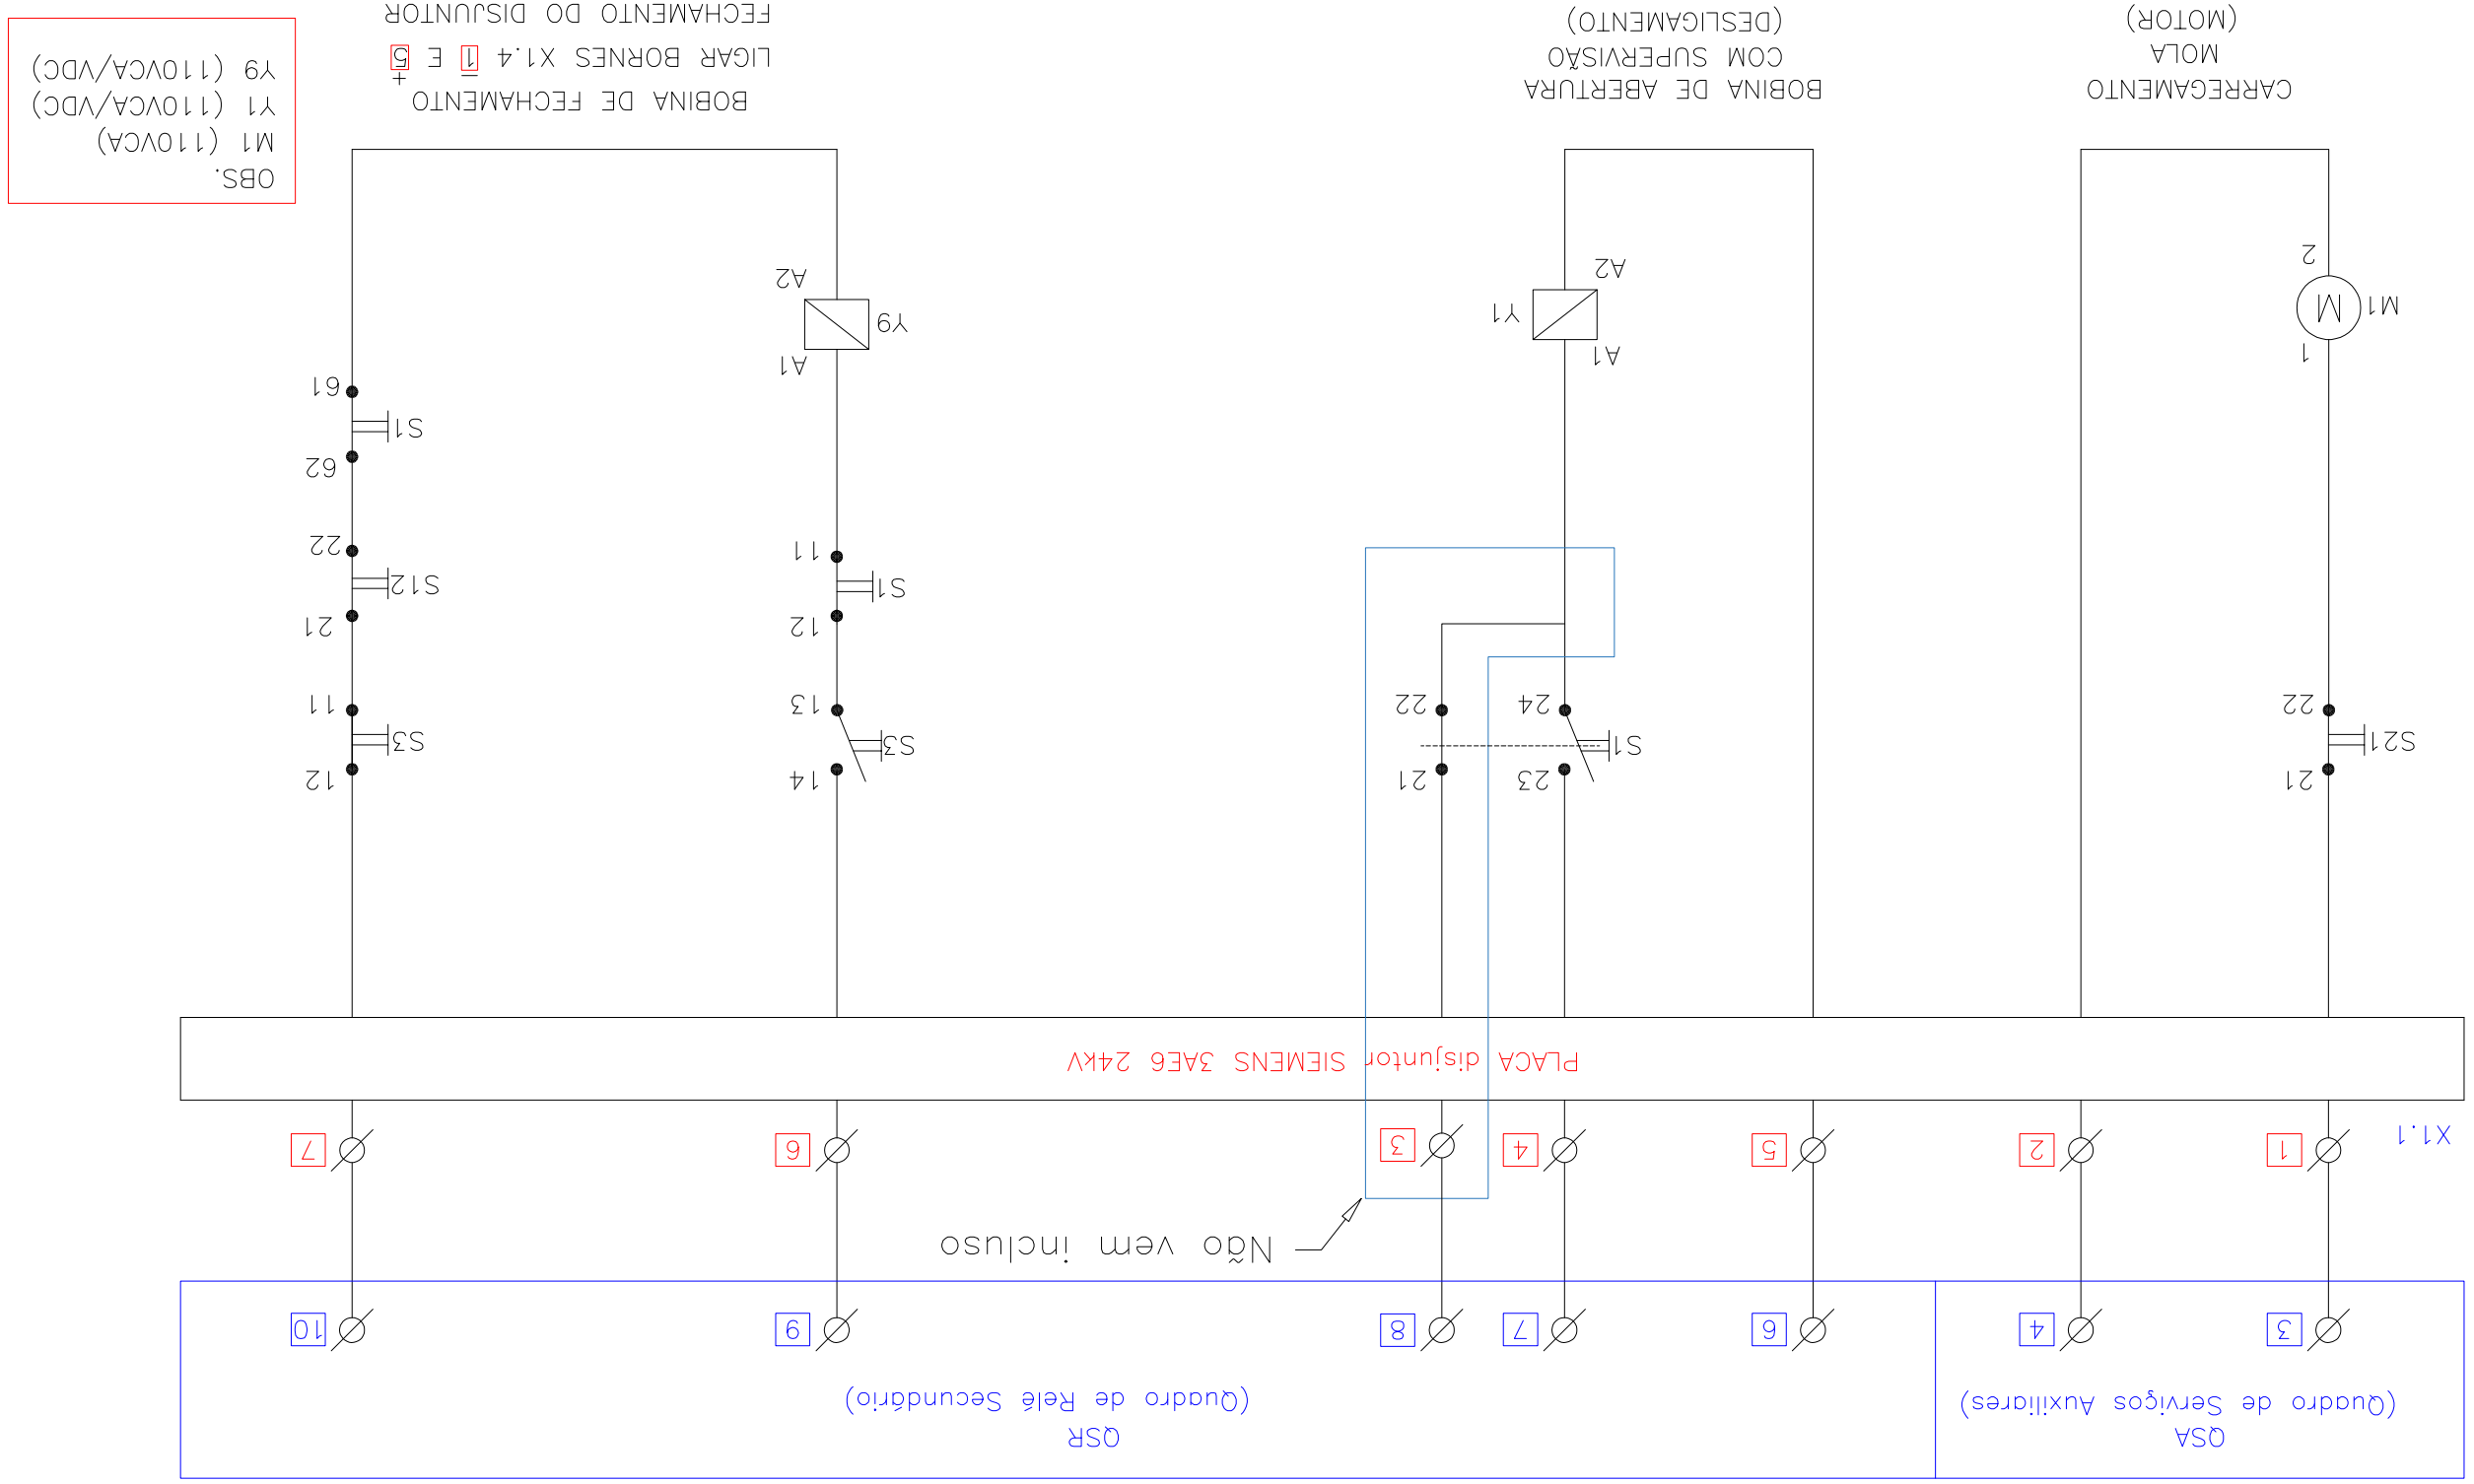 QSA
(Quadro de Serviços Auxiliares)
QSR
(Quadro de Relé Secundário)
3
4
6
7
8
9
10
Não vem incluso
X1.1
1
2
5
4
3
6
7
PLACA disjuntor SIEMENS 3AE6 24kV
21
S21
22
1
M1
M
2
23
S1
24
21
22
A1
Y1
A2
14
S3
13
12
S1
11
A1
Y9
A2
12
S3
11
21
S12
22
62
S1
61
CARREGAMENTO
MOLA
(MOTOR)
BOBINA DE ABERTURA
COM SUPERVISÃO
(DESLIGAMENTO)
BOBINA DE FECHAMENTO
- +
LIGAR BORNES X1.4 1 E 5
FECHAMENTO DO DISJUNTOR
OBS.
M1 (110VCA)
Y1 (110VCA/VDC)
Y9 (110VCA/VDC)